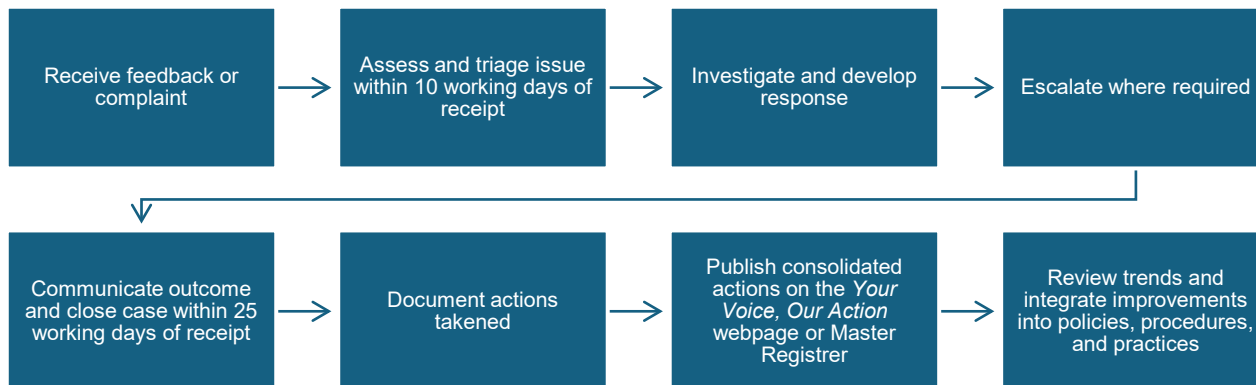 Receive feedback or
complaint
Assess and triage issue
within 10 working days of
receipt
Investigate and develop
response
Escalate where required
Communicate outcome
and close case within 25
working days of receipt
Document actions
takened
Publish consolidated
actions on the Your
Voice, Our Action
webpage or Master
Registrer
Review trends and
integrate improvements
into policies, procedures,
and practices